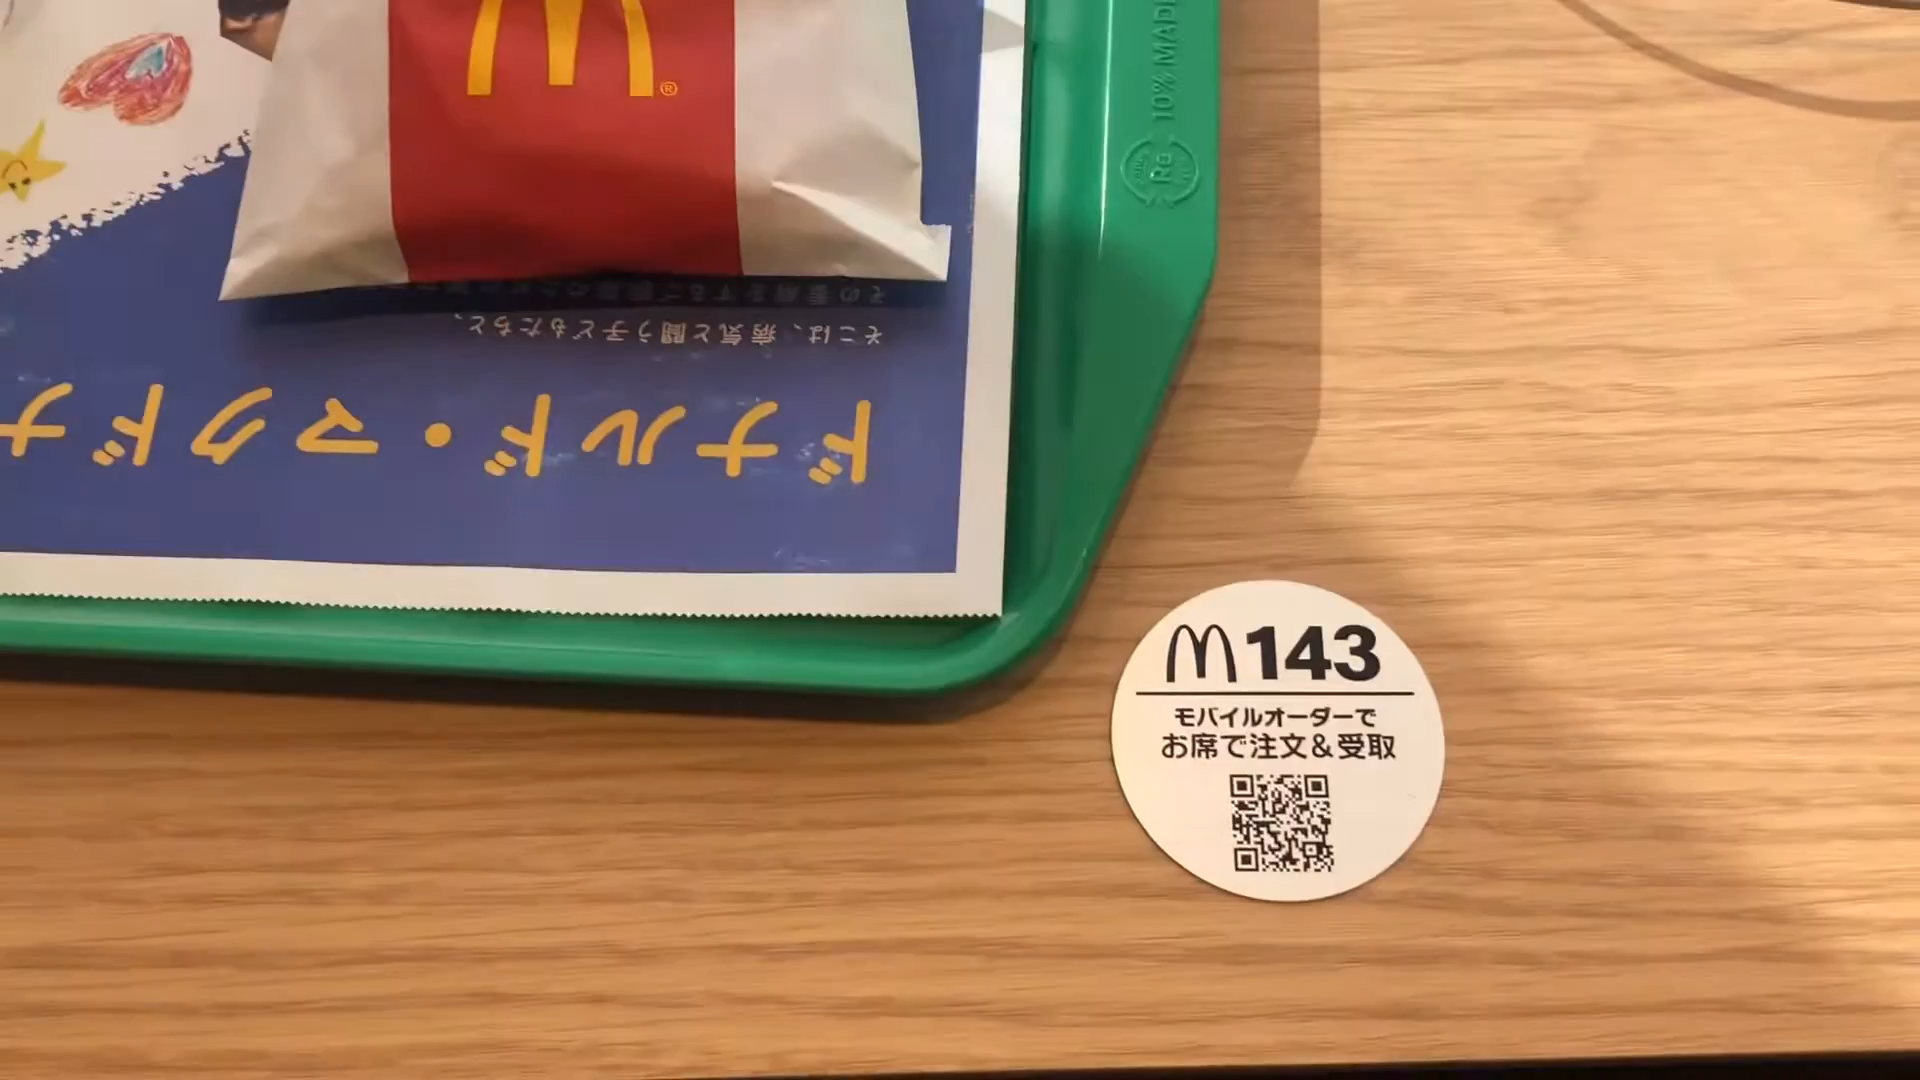 ®
10% MADE
Re
そこは、病気と闘う子どもたちと、
ドナルド・マクドナ
143
モバイルオーダーで
お席で注文&受取